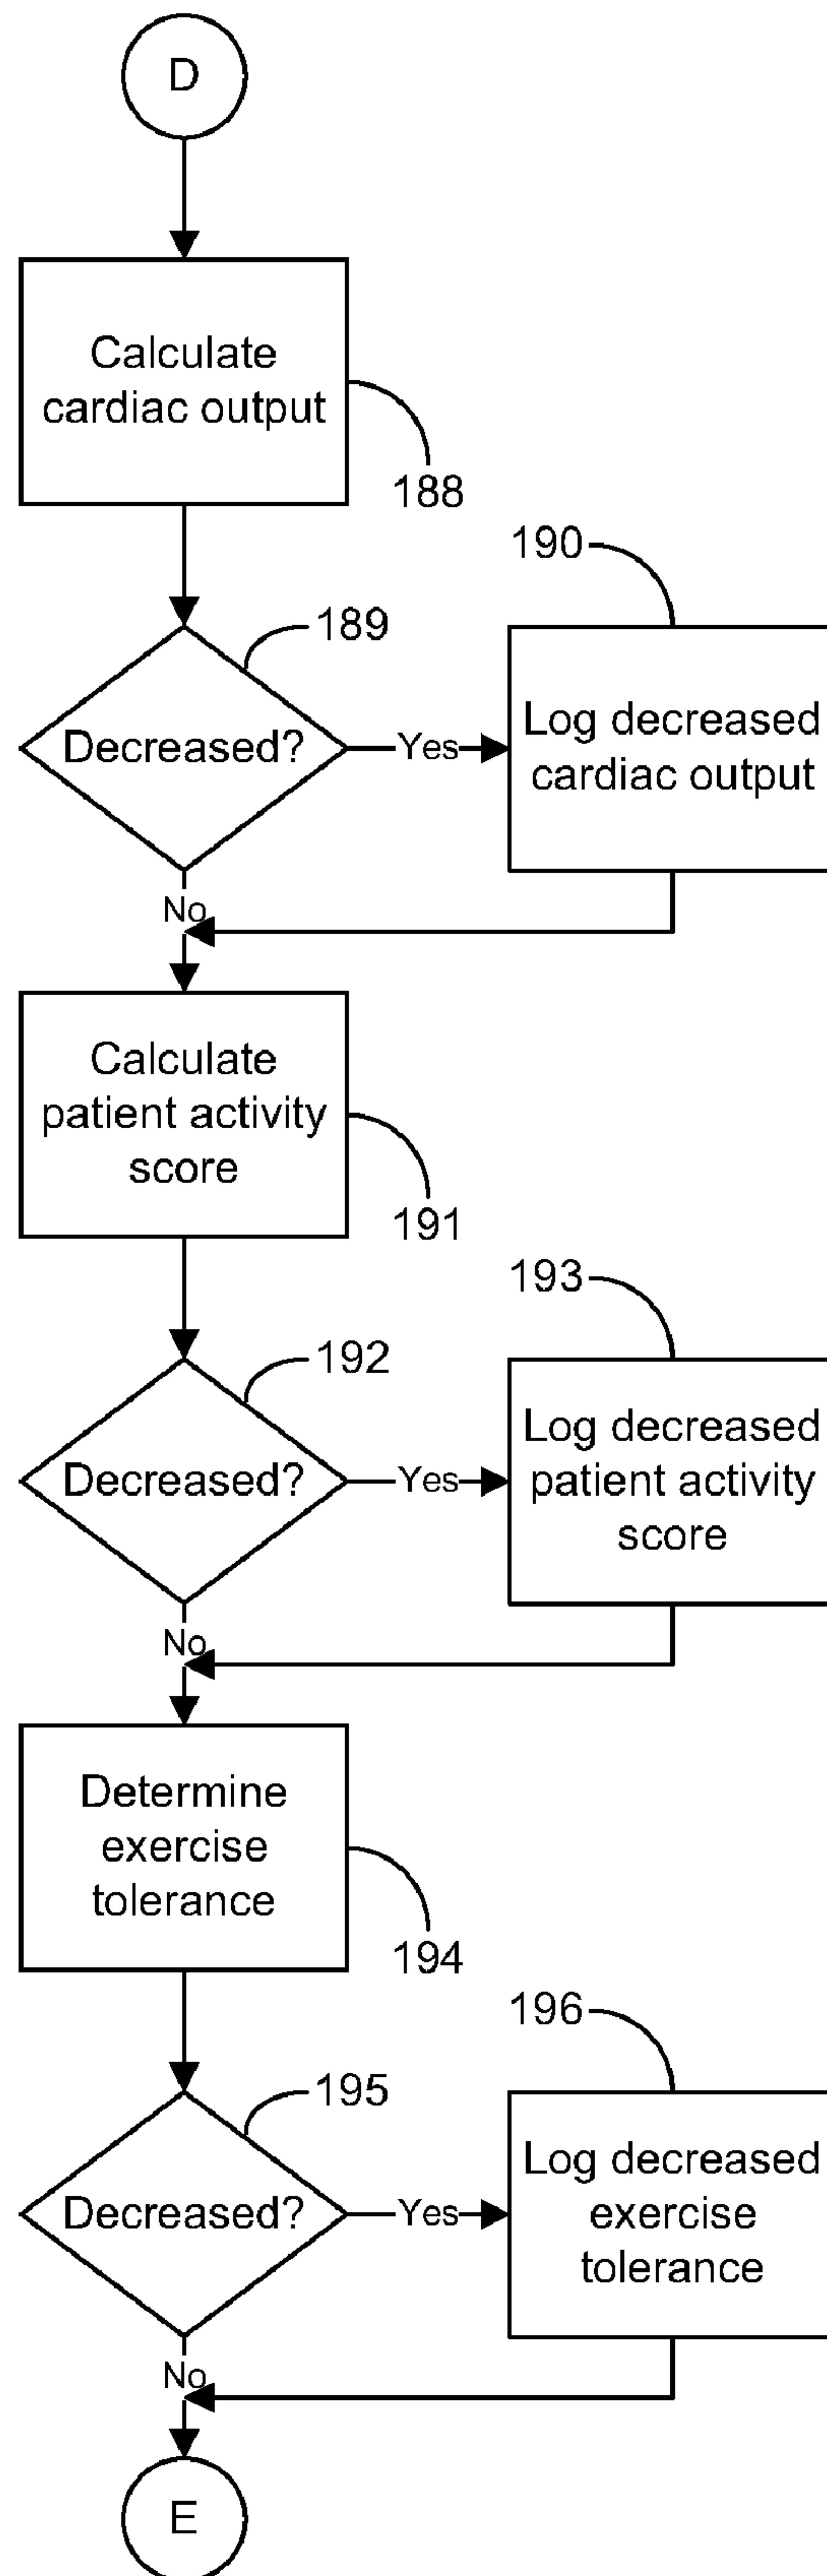 D
Calculate
cardiac output
188
190
189
Decreased?
Yes
Log decreased
cardiac output
No
Calculate
patient activity
score
191
193
192
Decreased?
Yes
Log decreased
patient activity
score
No
Determine
exercise
tolerance
194
196
195
Decreased?
Yes
Log decreased
exercise
tolerance
No
E